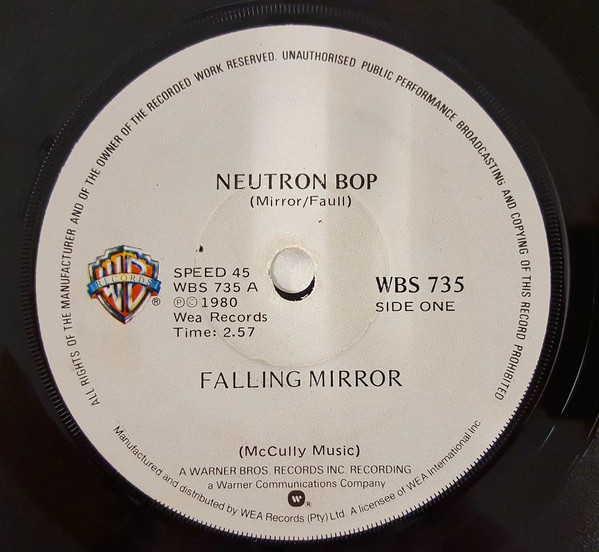 ALL RIGHTS OF THE MANUFACTURER AND OF THE OWNER OF THE RECORDED WORK RESERVED. UNAUTHORISED PUBLIC PERFORMANCE BROADCASTING AND COPYING OF THIS RECORD PROHIBITED
NEUTRON BOP
(Mirror/Faull)
WB
RECORDS
®
SPEED 45
WBS 735 A
ⓅⒸ1980
Wea Records
Time: 2.57
WBS 735
SIDE ONE
FALLING MIRROR
(McCully Music)
A WARNER BROS. RECORDS INC. RECORDING
a Warner Communications Company
®
Manufactured and distributed by WEA Records (Pty) Ltd. A licensee of WEA International Inc